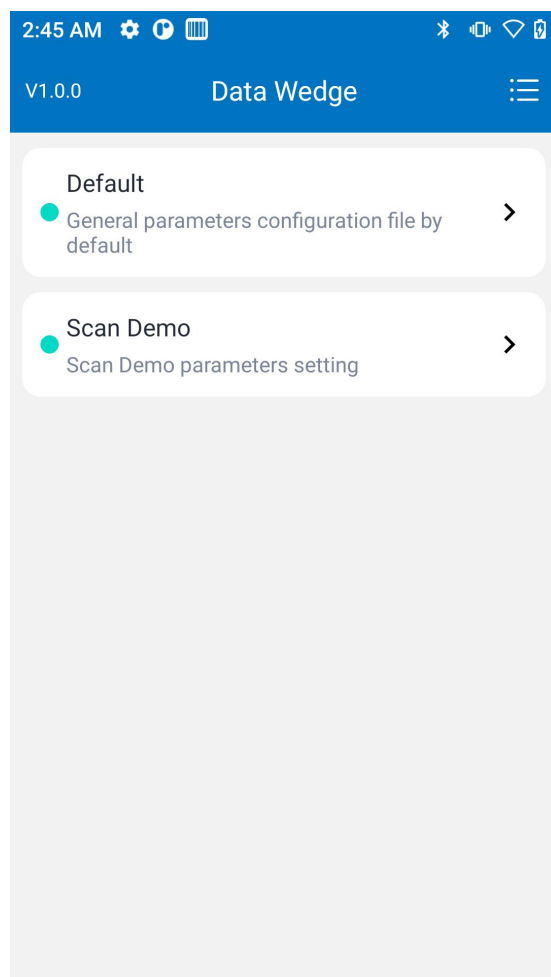 2:45 AM
V1.0.0
Data Wedge
Default
General parameters configuration file by
default
Scan Demo
Scan Demo parameters setting